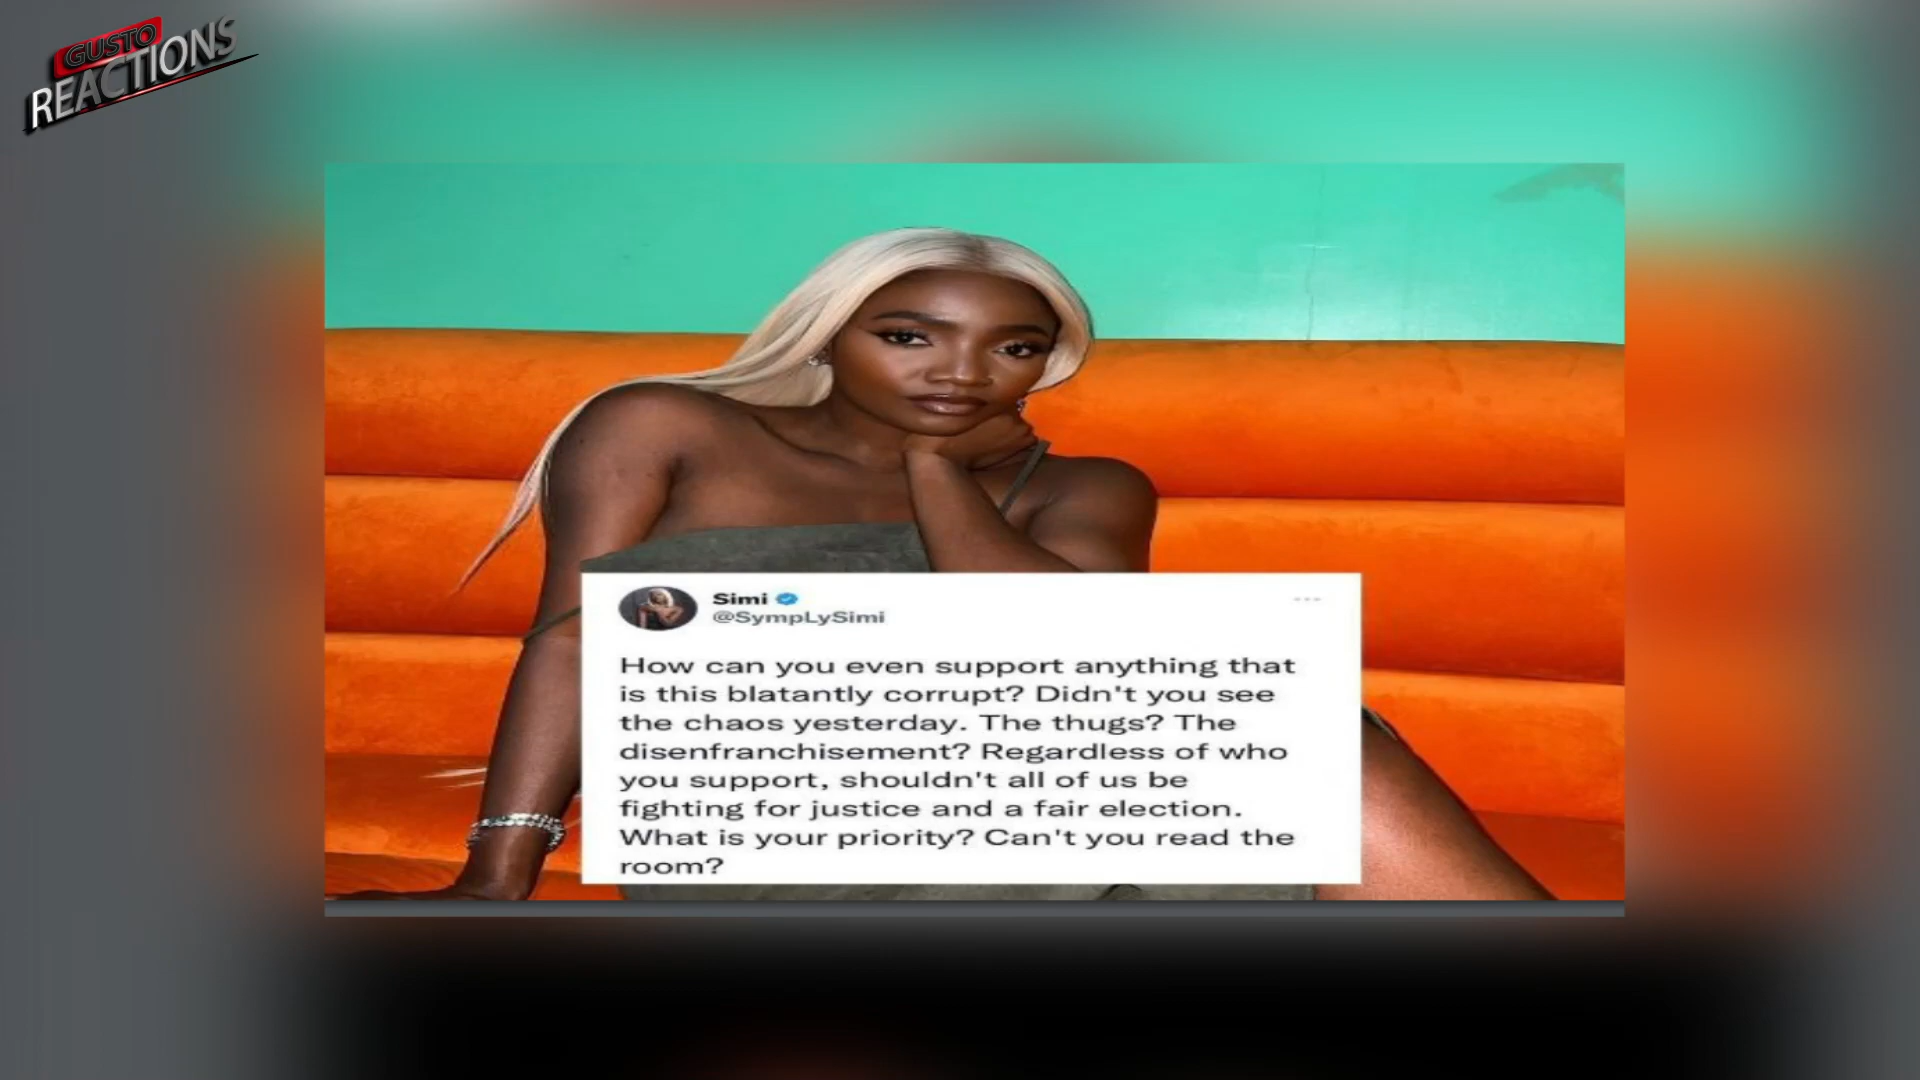 GUSTO
REACTIONS
Simi
@SympLySimi
How can you even support anything that
is this blatantly corrupt? Didn't you see
the chaos yesterday. The thugs? The
disenfranchisement? Regardless of who
you support, shouldn't all of us be
fighting for justice and a fair election.
What is your priority? Can't you read the
room?